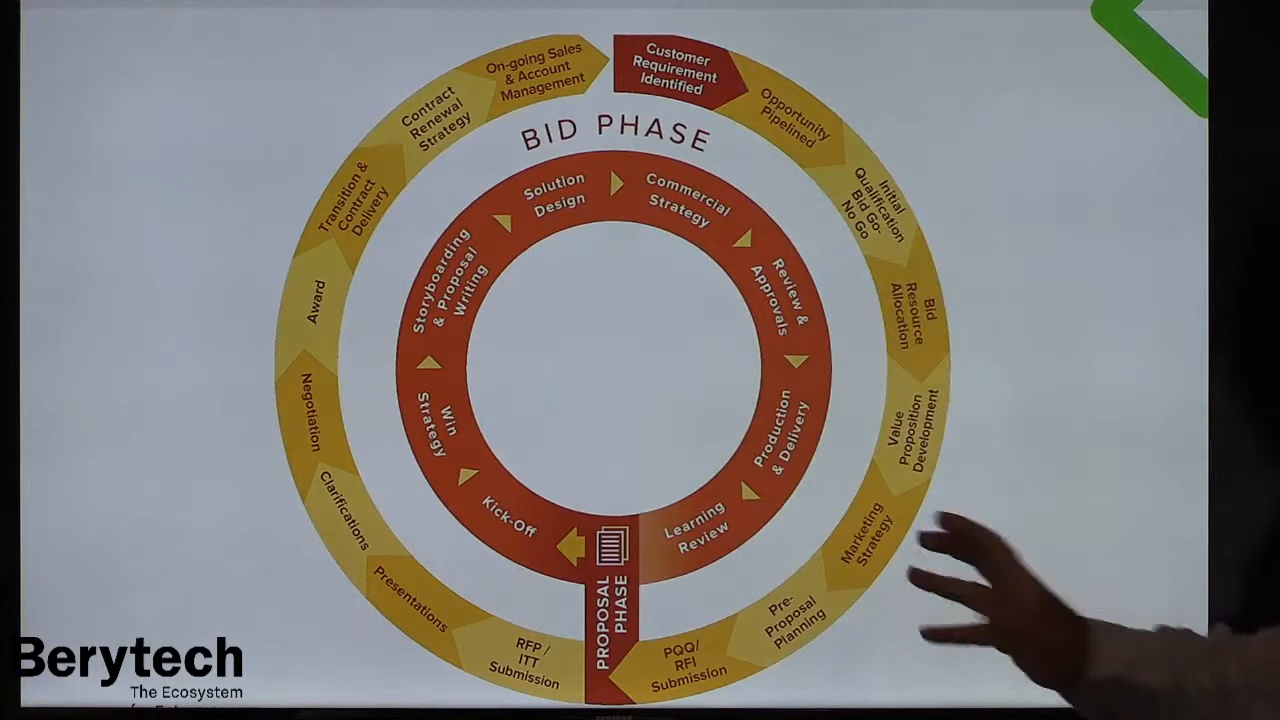 Customer
Requirement
Identified
Opportunity
Pipelined
Initial
Qualification
Bid Go-
No Go
Bid
Resource
Allocation
Value
Proposition
Development
Marketing
Strategy
Pre-
Proposal
Planning
PQQ/
RFI
Submission
PROPOSAL
PHASE
RFP /
ITT
Submission
Presentations
Clarifications
Negotiation
Award
Transition &
Contract
Delivery
Contract
Renewal
Strategy
On-going Sales
& Account
Management
BID PHASE
Kick-Off
Win
Strategy
Storyboarding
& Proposal
Writing
Solution
Design
Commercial
Strategy
Review &
Approvals
Production
& Delivery
Learning
Review
Berytech
The Ecosystem